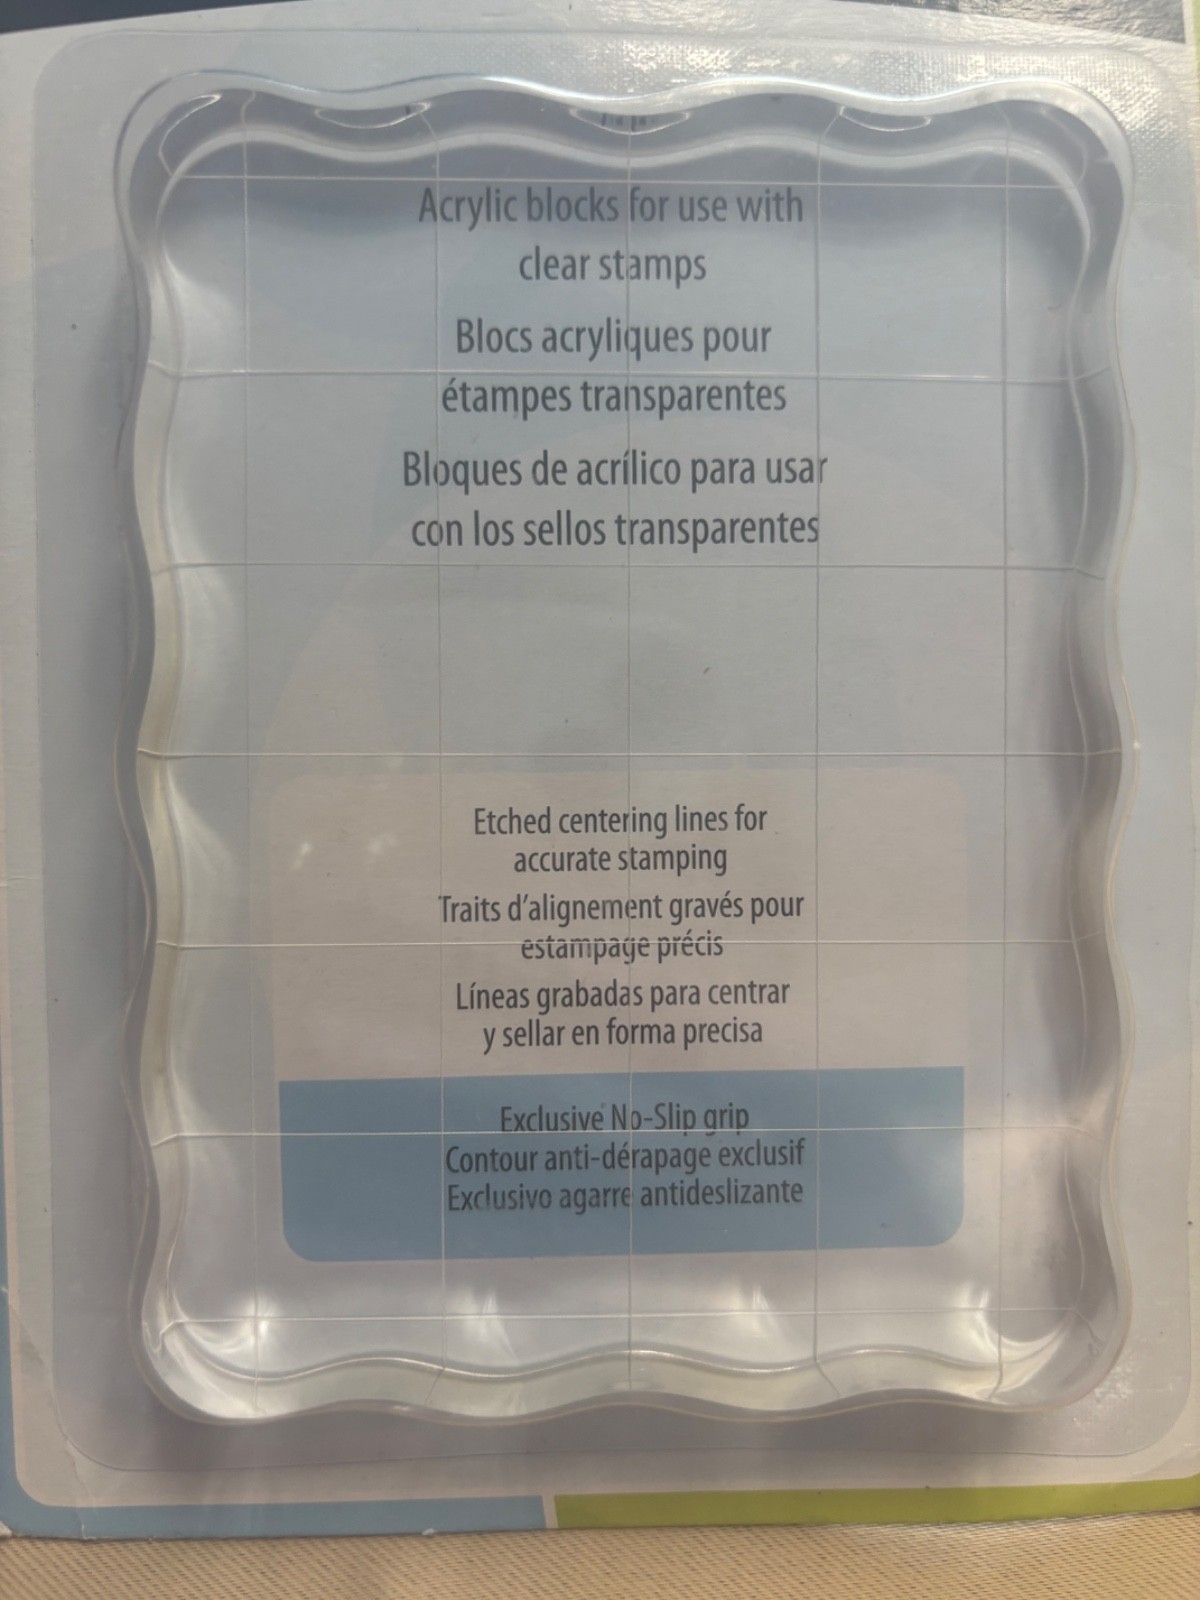 Acrylic blocks for use with
clear stamps
Blocs acryliques pour
étampes transparentes
Bloques de acrílico para usar
con los sellos transparentes
Etched centering lines for
accurate stamping
Traits d'alignement gravés pour
estampage précis
Líneas grabadas para centrar
y sellar en forma precisa
Exclusive No-Slip grip
Contour anti-dérapage exclusif
Exclusivo agarre antideslizante